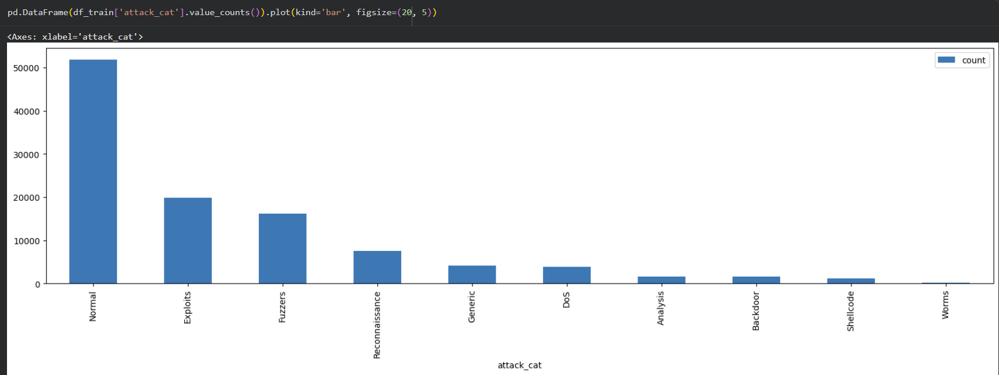 pd.DataFrame(df_train['attack_cat'].value_counts()).plot(kind='bar', figsize=(20, 5))
<Axes: xlabel='attack_cat'>
count
50000
40000
30000
20000
10000
0
Normal
Exploits
Fuzzers
Reconnaissance
Generic
DoS
Analysis
Backdoor
Shellcode
Worms
attack_cat